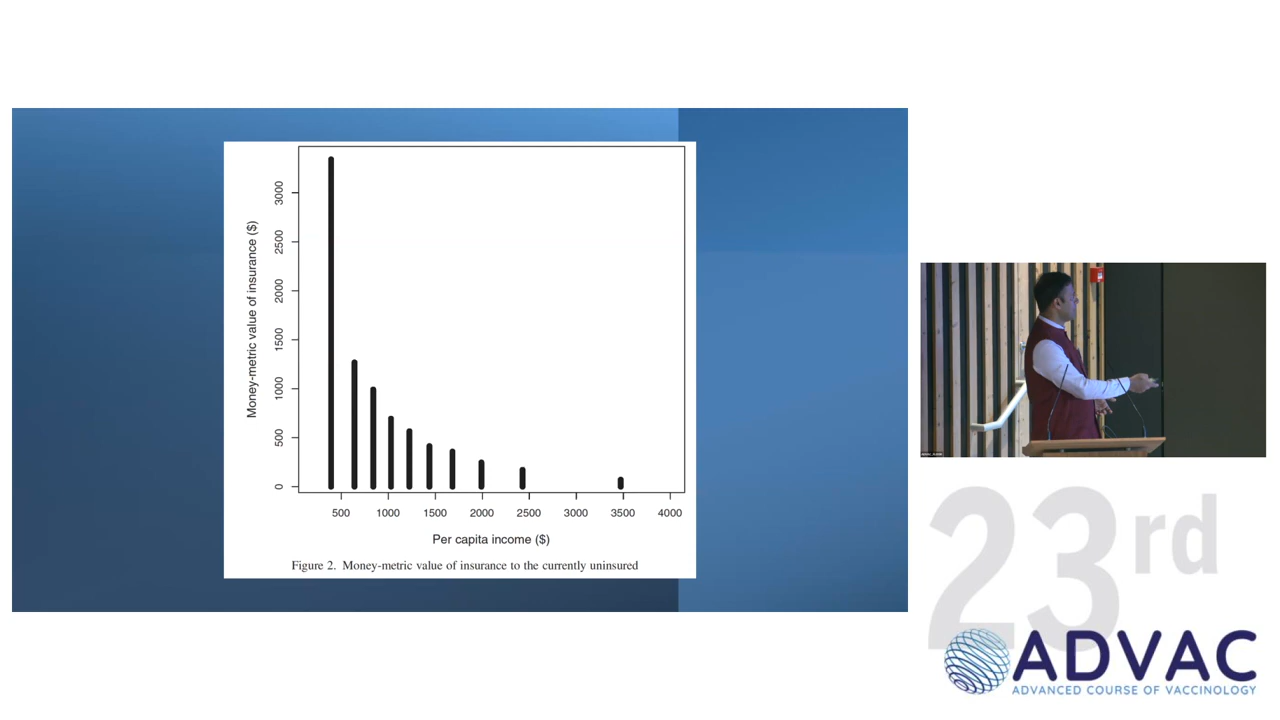 Money-metric value of insurance ($)
3000
2500
2000
1500
1000
500
0
500 1000 1500 2000 2500 3000 3500 4000
Per capita income ($)
Figure 2. Money-metric value of insurance to the currently uninsured
23rd
ADVAC
ADVANCED COURSE OF VACCINOLOGY